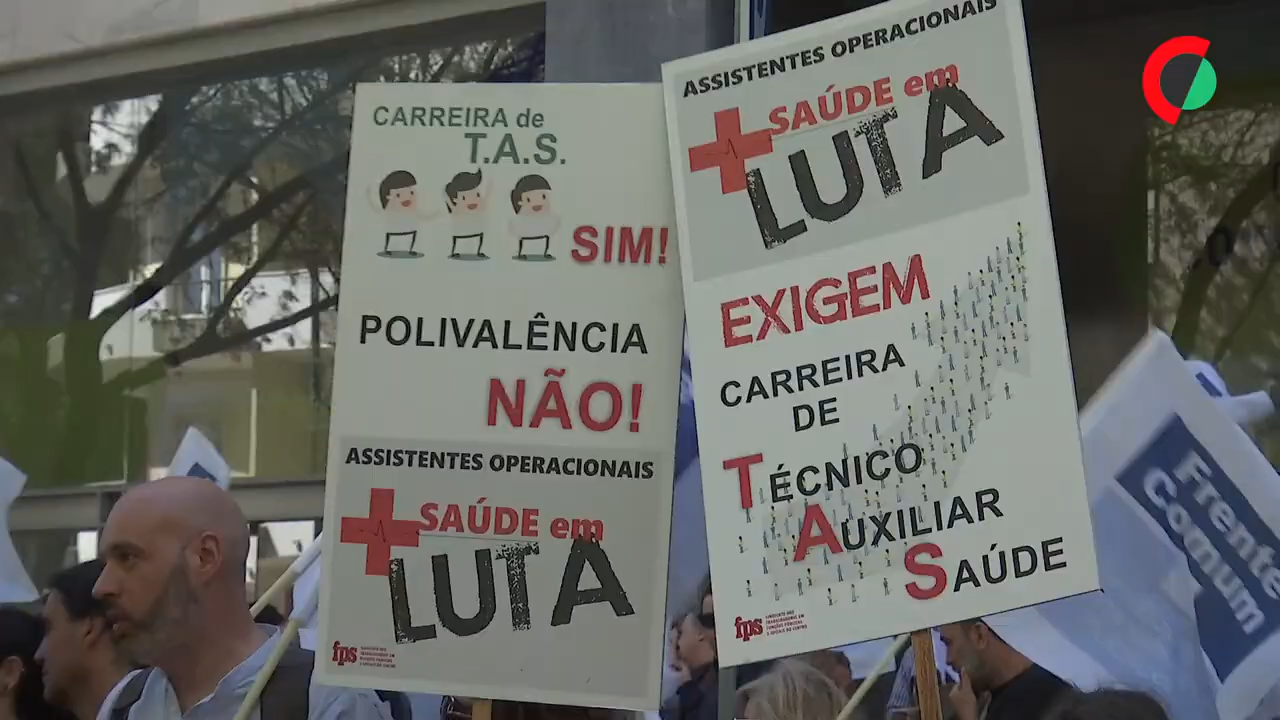 CARREIRA de
T.A.S.
SIM!
POLIVALÊNCIA
NÃO!
ASSISTENTES OPERACIONAIS
SAÚDE em
LUTA
fps
ASSISTENTES OPERACIONAIS
SAÚDE em
LUTA
EXIGEM
CARREIRA
DE
TÉCNICO
AUXILIAR
SAÚDE
fps
Frente
Comum